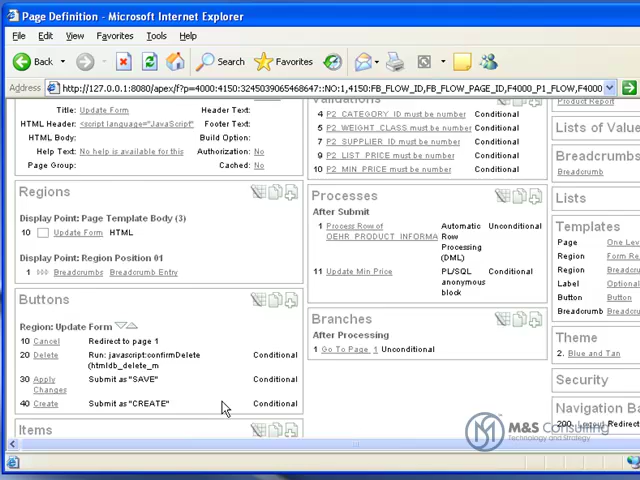 Page Definition - Microsoft Internet Explorer
File Edit View Favorites Tools Help
Back Search Favorites
Address http://127.0.0.1:8080/apex/f?p=4000:4150:3245039065468647::NO:1,4150:FB_FLOW_ID,FB_FLOW_PAGE_ID,F4000_P1_FLOW,F4000
Title: Update Form Header Text:
HTML Header: <script language="JavaScript" Footer Text:
HTML Body: Build Option:
Help Text: No help is available for this Authorization: No
Page Group: Cached: No
Regions
Display Point: Page Template Body (3)
10 Update Form HTML
Display Point: Region Position 01
1 Breadcrumbs Breadcrumb Entry
Buttons
Region: Update Form
10 Cancel Redirect to page 1
20 Delete Run: javascript:confirmDelete Conditional
(htmldb_delete_m
30 Apply Submit as "SAVE" Conditional
Changes
40 Create Submit as "CREATE" Conditional
Items
Validations
4 P2_CATEGORY_ID must be number Conditional
5 P2_WEIGHT_CLASS must be number Conditional
7 P2_SUPPLIER_ID must be number Conditional
9 P2_LIST_PRICE must be number Conditional
10 P2_MIN_PRICE must be number Conditional
Processes
After Submit
1 Process Row of Automatic Unconditional
OEHR_PRODUCT_INFORMA Row
Processing
(DML)
11 Update Min Price PL/SQL Conditional
anonymous
block
Branches
After Processing
1 Go To Page 1 Unconditional
Product Report
Lists of Value
Breadcrumbs
Breadcrumb
Lists
Templates
Page One Lev
Region Form Re
Region Breadc
Label Optiona
Button Button
Breadcrumb Breadc
Theme
2. Blue and Tan
Security
Navigation Ba
200. Logout Redirect
M&S Consulting
Technology and Strategy